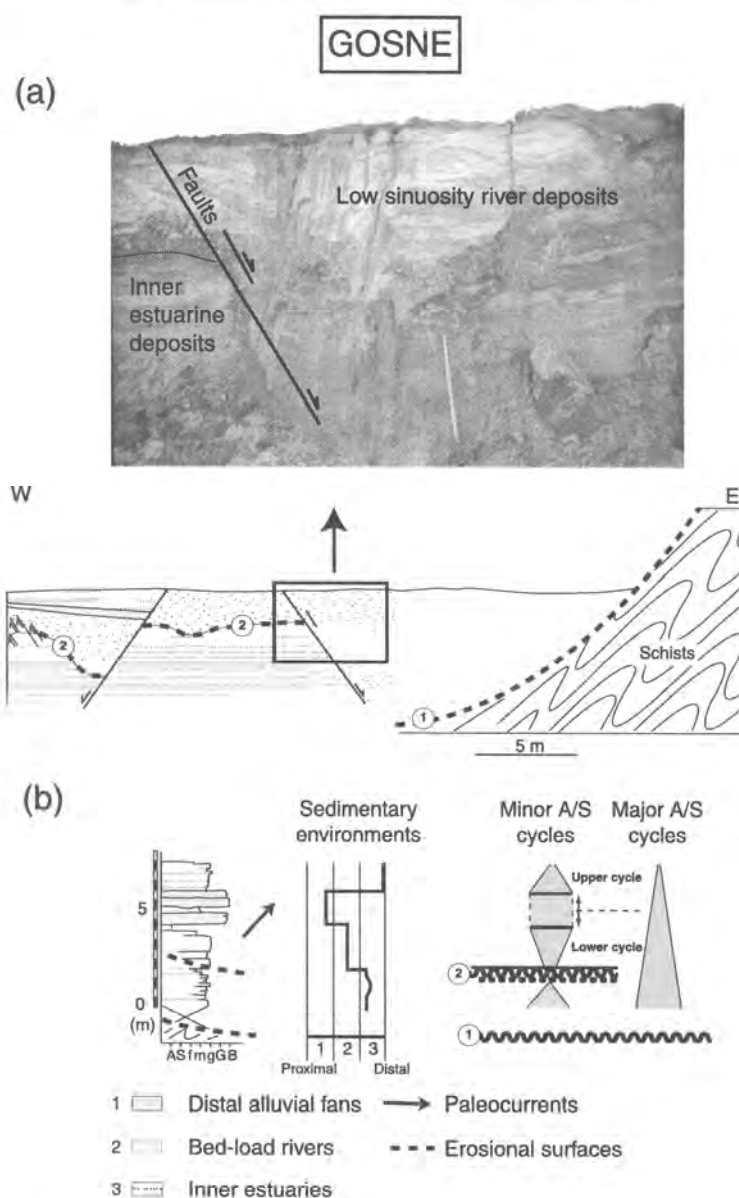 GOSNE
(a)
Faults
Low sinuosity river deposits
Inner
estuarine
deposits
W
E
2
2
Schists
1
5 m
(b)
Sedimentary
environments
Minor A/S
cycles
Major A/S
cycles
Upper cycle
5
Lower cycle
2
0
(m)
1
ASfmgGB
1 2 3
Proximal Distal
1 Distal alluvial fans Paleocurrents
2 Bed-load rivers Erosional surfaces
3 Inner estuaries